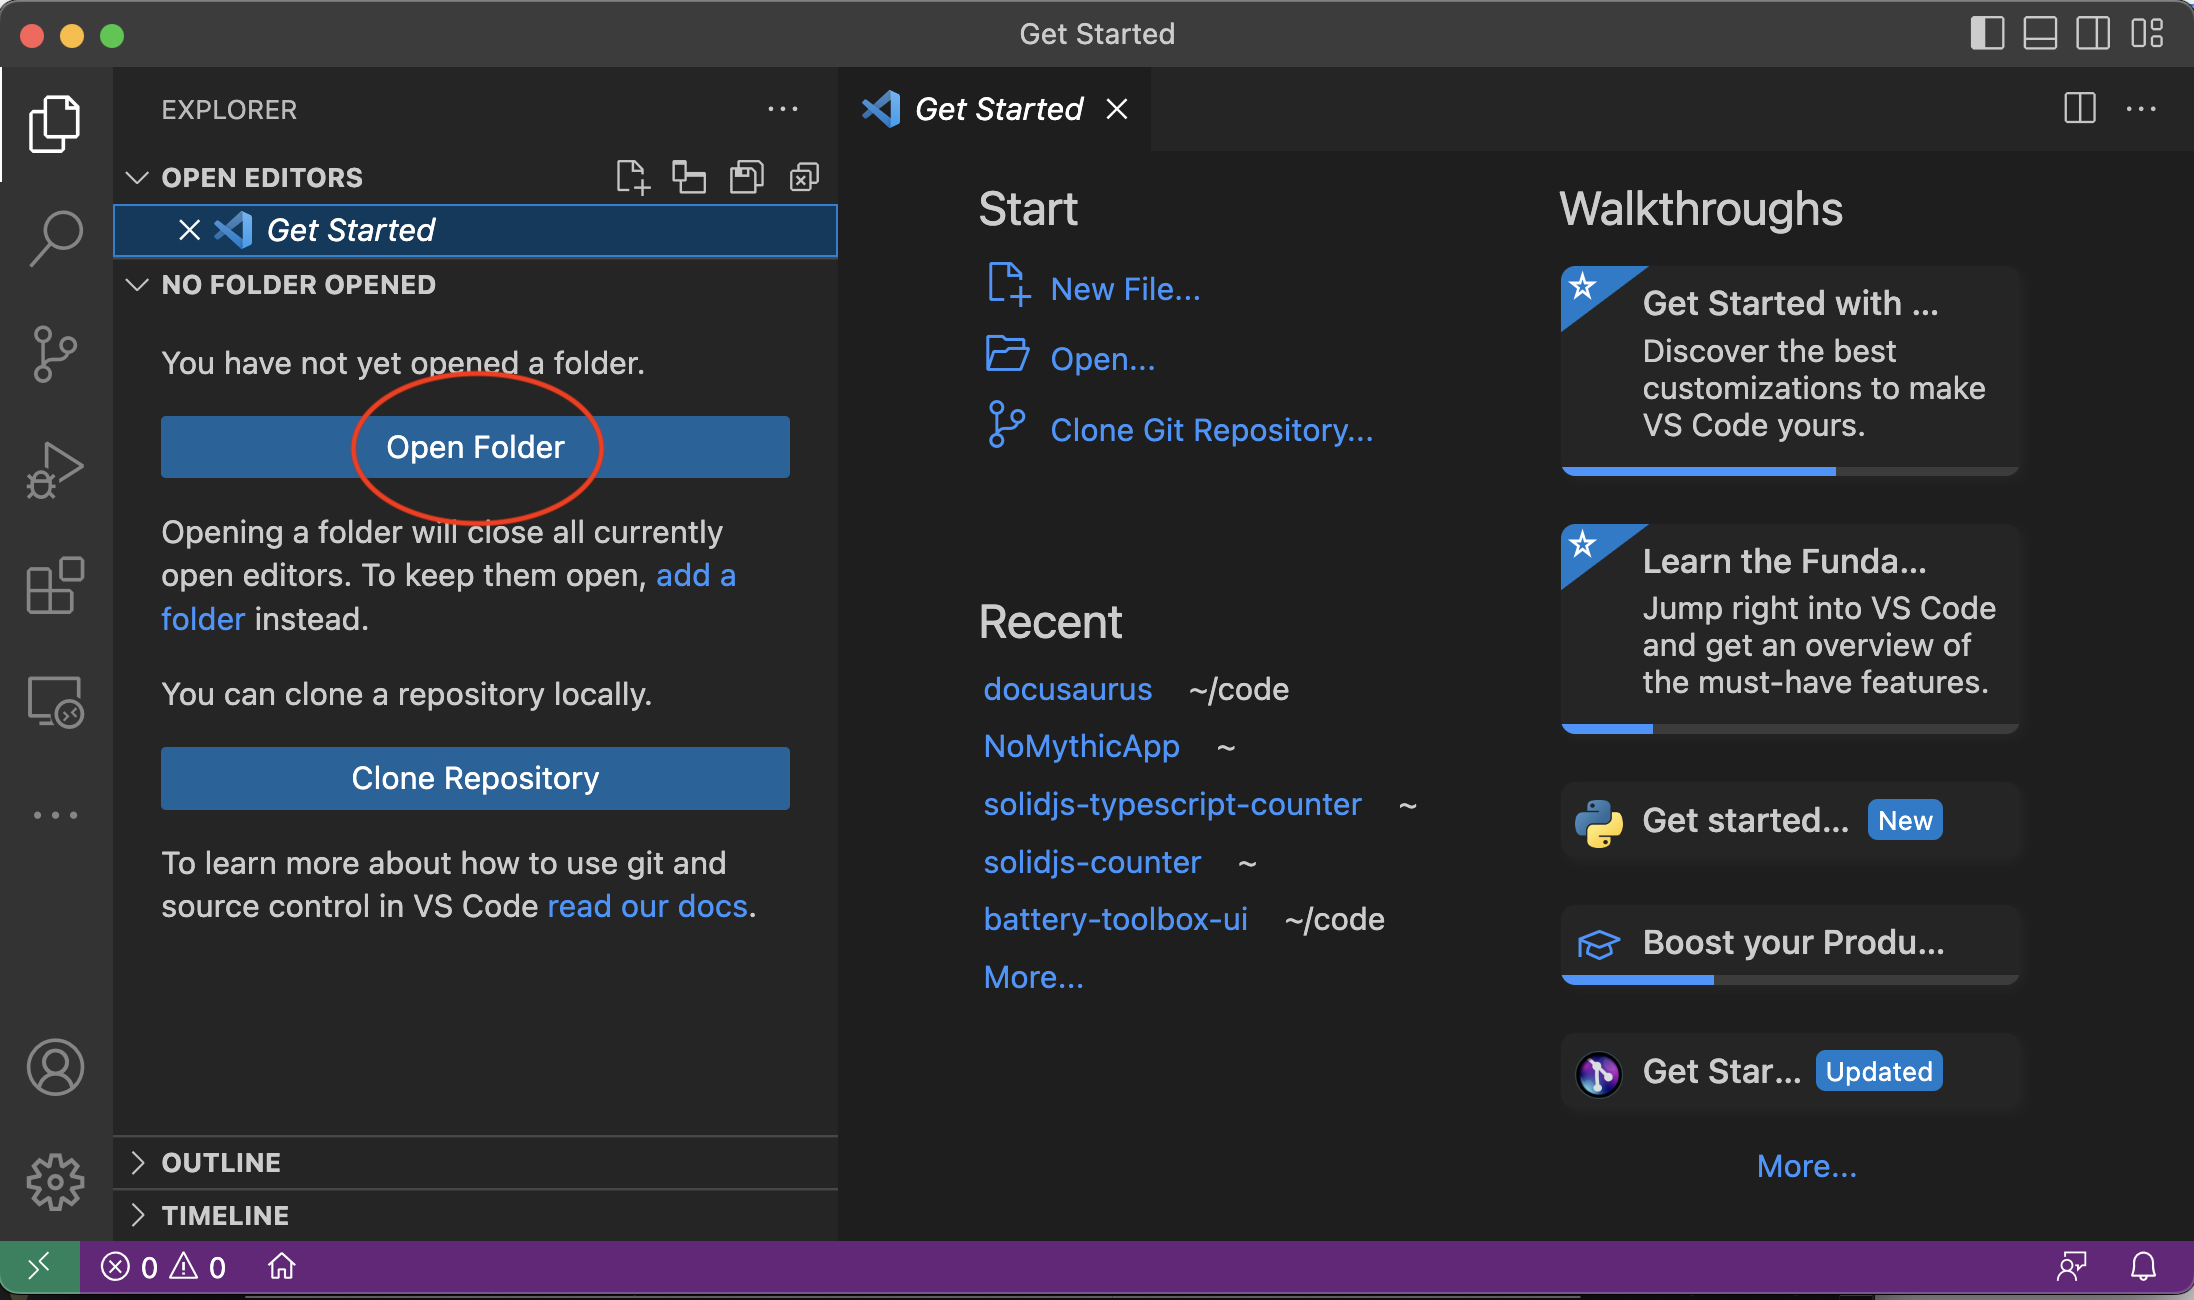 Get Started
EXPLORER
OPEN EDITORS
Get Started
NO FOLDER OPENED
You have not yet opened a folder.
Open Folder
Opening a folder will close all currently
open editors. To keep them open, add a
folder instead.
You can clone a repository locally.
Clone Repository
To learn more about how to use git and
source control in VS Code read our docs.
OUTLINE
TIMELINE
Get Started
Start
New File...
Open...
Clone Git Repository...
Recent
docusaurus ~/code
NoMythicApp ~
solidjs-typescript-counter ~
solidjs-counter ~
battery-toolbox-ui ~/code
More...
Walkthroughs
Get Started with ...
Discover the best
customizations to make
VS Code yours.
Learn the Funda...
Jump right into VS Code
and get an overview of
the must-have features.
Get started... New
Boost your Produ...
Get Star... Updated
More...
0 0